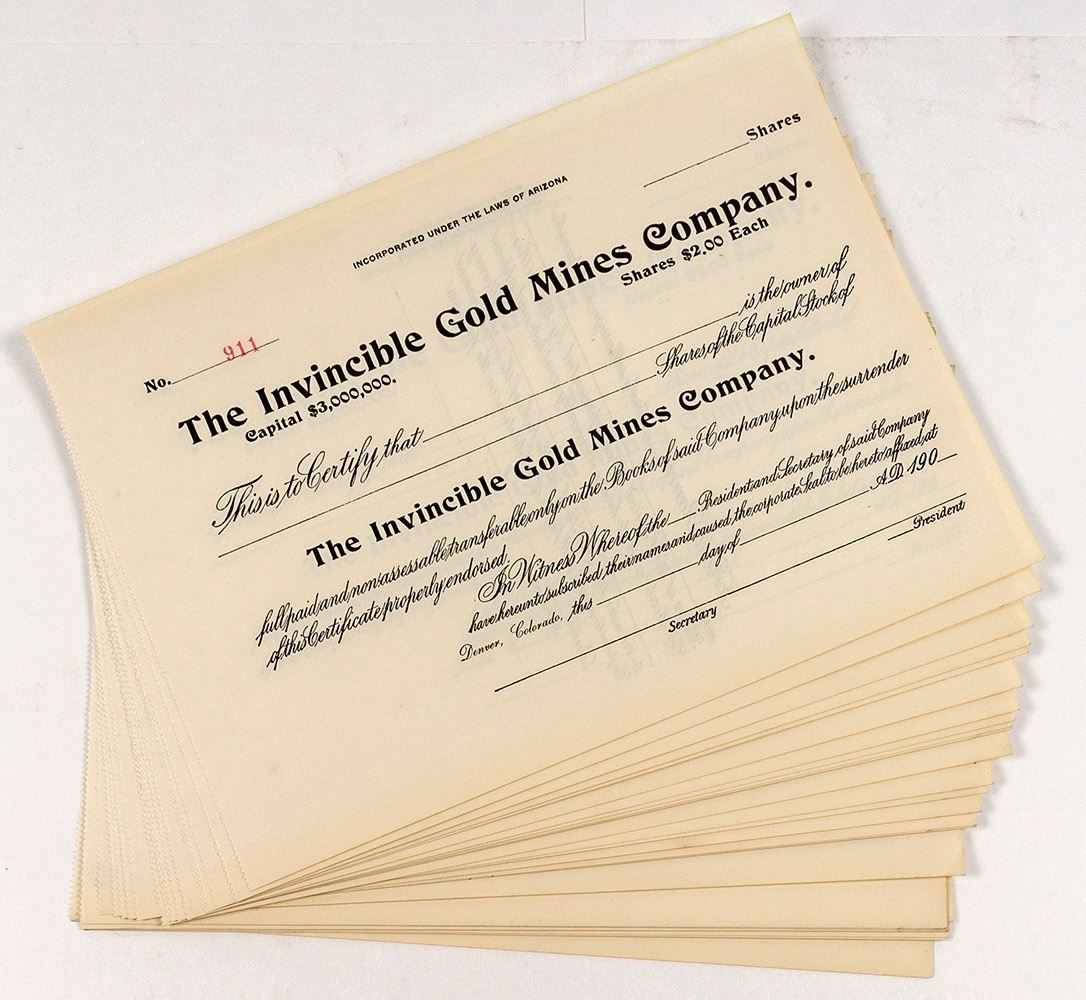 Shares
INCORPORATED UNDER THE LAWS OF ARIZONA
No. 911
The Invincible Gold Mines Company.
Capital $3,000,000. Shares $2.00 Each
This is to Certify that is the owner of
Shares of the Capital Stock of
The Invincible Gold Mines Company.
full paid and non-assessable transferable only on the Books of said Company upon the surrender
of this Certificate properly endorsed.
In Witness Whereof the President and Secretary of said Company
have hereunto subscribed their names and caused the corporate Seal to be hereto affixed, at
Denver, Colorado, this day of A.D. 190
President
Secretary